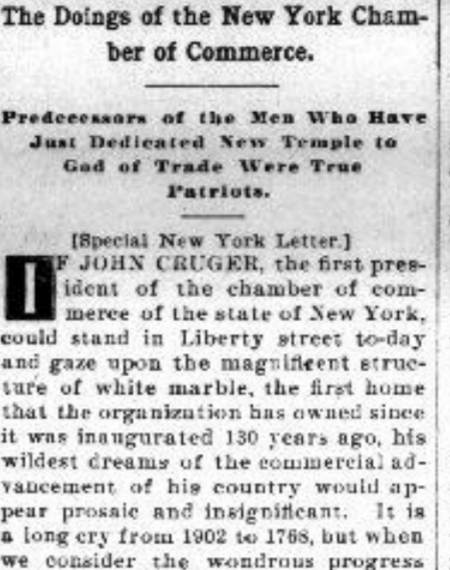 The Doings of the New York Cham-
ber of Commerce.
Predecessors of the Men Who Have
Just Dedicated New Temple to
God of Trade Were True
Patriots.
[Special New York Letter.]
IF JOHN CRUGER, the first pres-
ident of the chamber of com-
merce of the state of New York,
could stand in Liberty street to-day
and gaze upon the magnificent struc-
ture of white marble, the first home
that the organization has owned since
it was inaugurated 130 years ago, his
wildest dreams of the commercial ad-
vancement of his country would ap-
pear prosaic and insignificant. It is
a long cry from 1902 to 1768, but when
we consider the wondrous progress